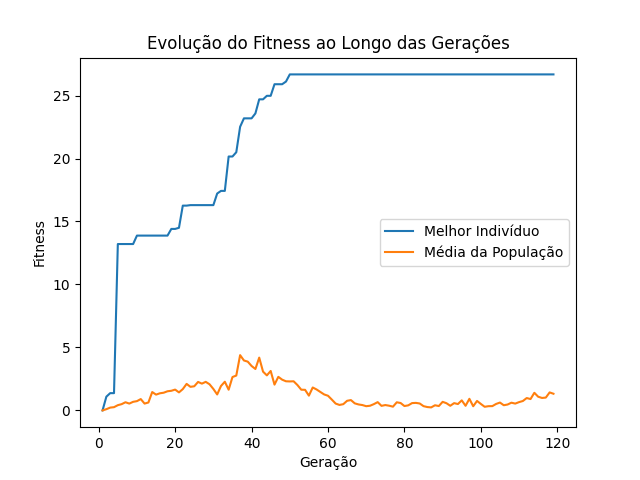 Evolução do Fitness ao Longo das Gerações
25
20
15
10
5
0
Fitness
Melhor Indivíduo
Média da População
0 20 40 60 80 100 120
Geração